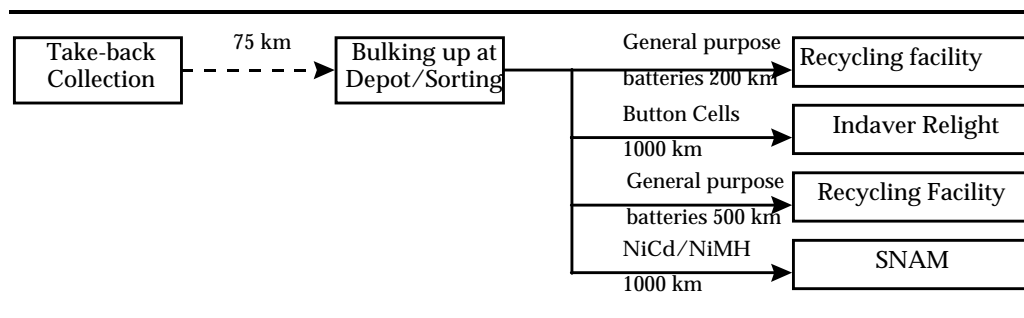 Take-back
Collection
75 km
Bulking up at
Depot/Sorting
General purpose
batteries 200 km
Recycling facility
Button Cells
1000 km
Indaver Relight
General purpose
batteries 500 km
Recycling Facility
NiCd/NiMH
1000 km
SNAM